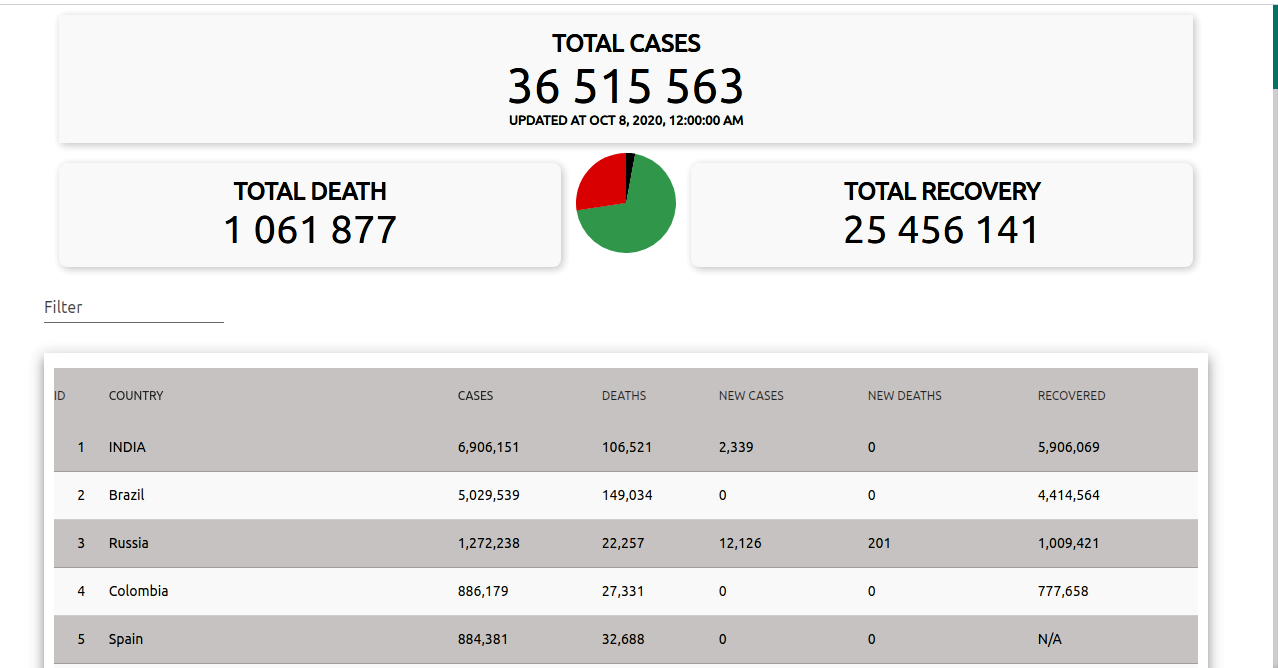 TOTAL CASES
36 515 563
UPDATED AT OCT 8, 2020, 12:00:00 AM
TOTAL DEATH
1 061 877
TOTAL RECOVERY
25 456 141
Filter
ID COUNTRY CASES DEATHS NEW CASES NEW DEATHS RECOVERED
1 INDIA 6,906,151 106,521 2,339 0 5,906,069
2 Brazil 5,029,539 149,034 0 0 4,414,564
3 Russia 1,272,238 22,257 12,126 201 1,009,421
4 Colombia 886,179 27,331 0 0 777,658
5 Spain 884,381 32,688 0 0 N/A